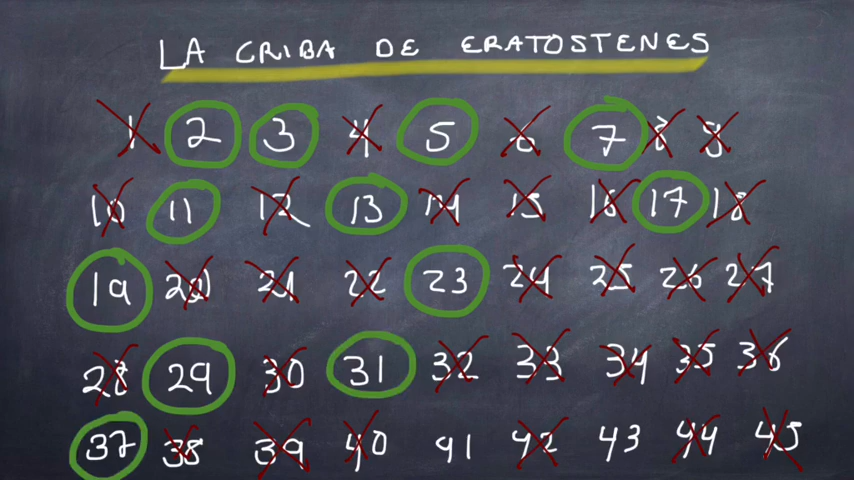 LA CRIBA DE ERATOSTENES
1 2 3 4 5 6 7 8 9
10 11 12 13 14 15 16 17 18
19 20 21 22 23 24 25 26 27
28 29 30 31 32 33 34 35 36
37 38 39 40 41 42 43 44 45